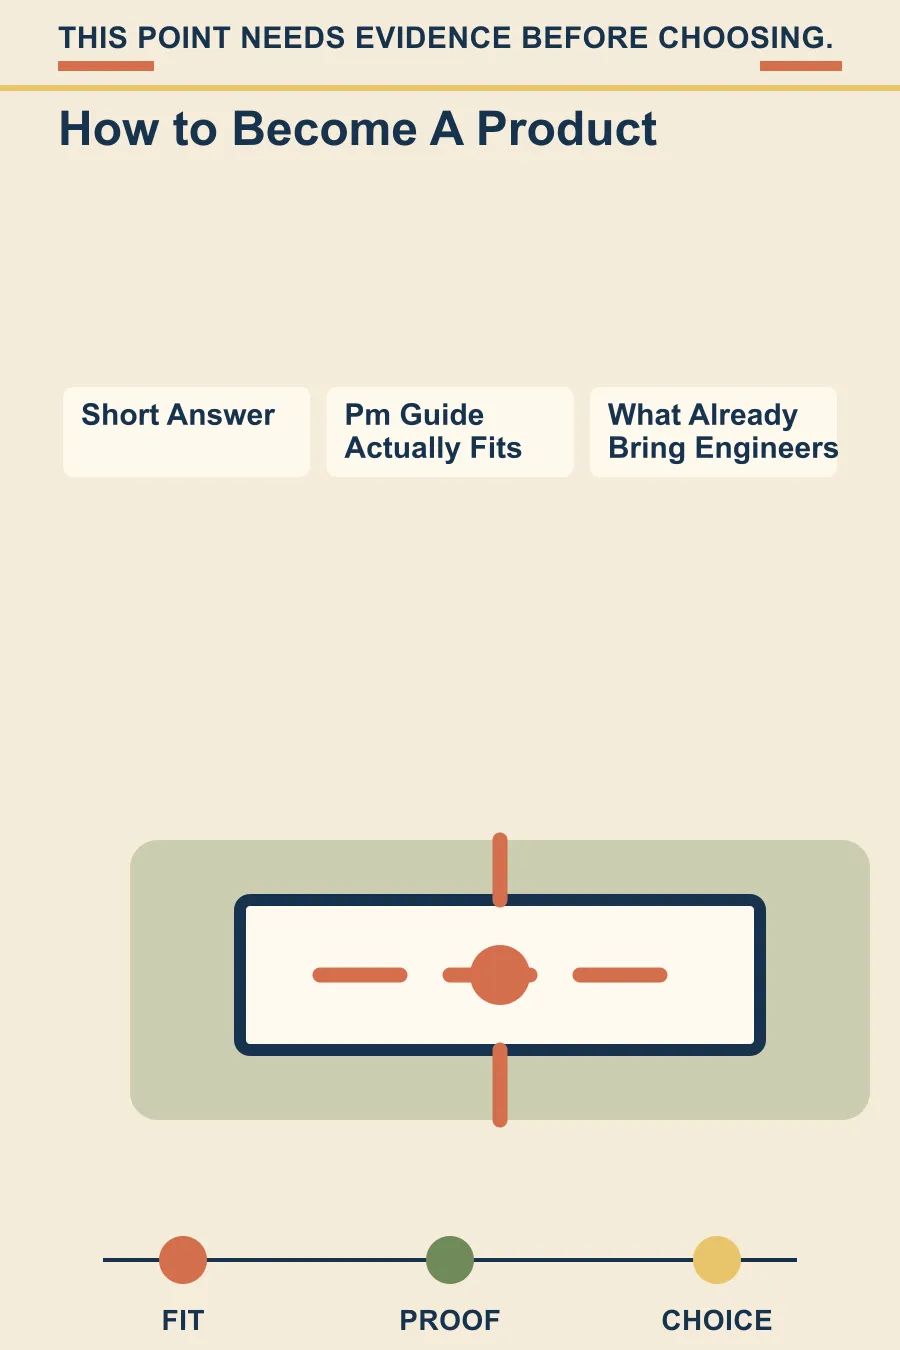 THIS POINT NEEDS EVIDENCE BEFORE CHOOSING.
How to Become A Product
Short Answer
Pm Guide
Actually Fits
What Already
Bring Engineers
FIT
PROOF
CHOICE